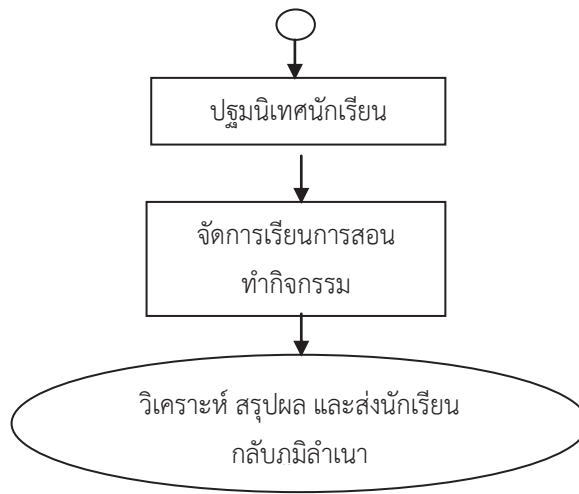 ปฐมนิเทศนักเรียน
จัดการเรียนการสอน
ทำกิจกรรม
วิเคราะห์ สรุปผล และส่งนักเรียน
กลับภูมิลำเนา